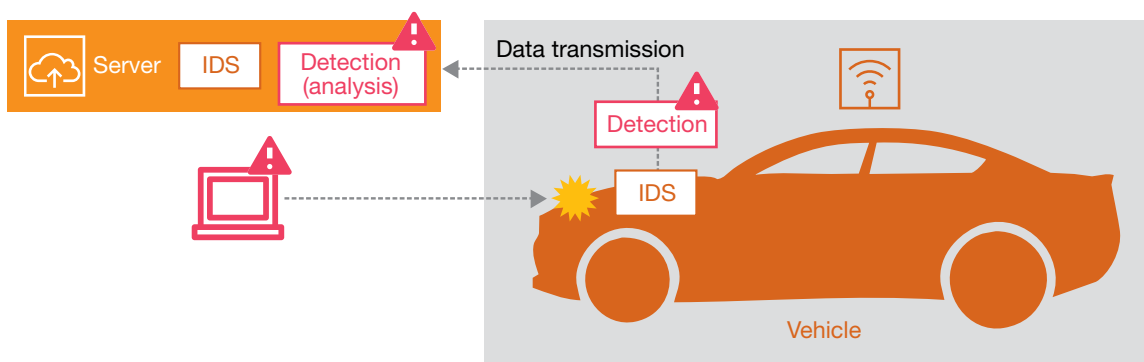 Server
IDS
Detection
(analysis)
Data transmission
Detection
IDS
Vehicle